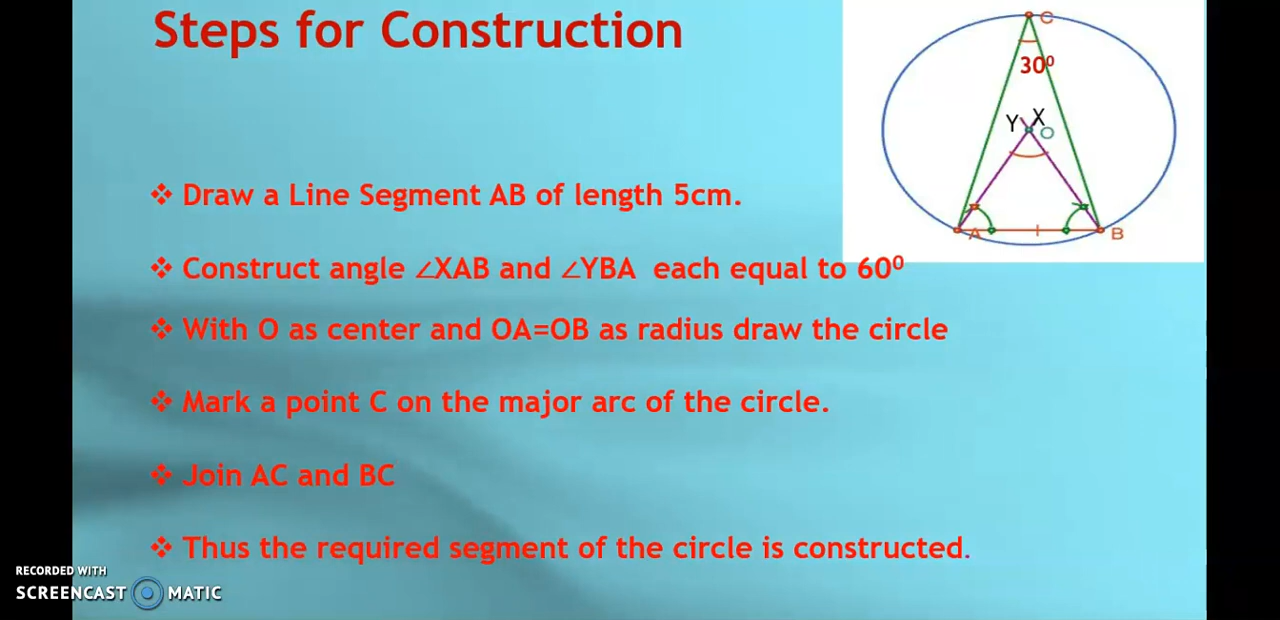 Steps for Construction
C
30⁰
Y X
O
❖ Draw a Line Segment AB of length 5cm.
A
B
❖ Construct angle ∠XAB and ∠YBA each equal to 60⁰
❖ With O as center and OA=OB as radius draw the circle
❖ Mark a point C on the major arc of the circle.
❖ Join AC and BC
❖ Thus the required segment of the circle is constructed.
RECORDED WITH
SCREENCAST MATIC